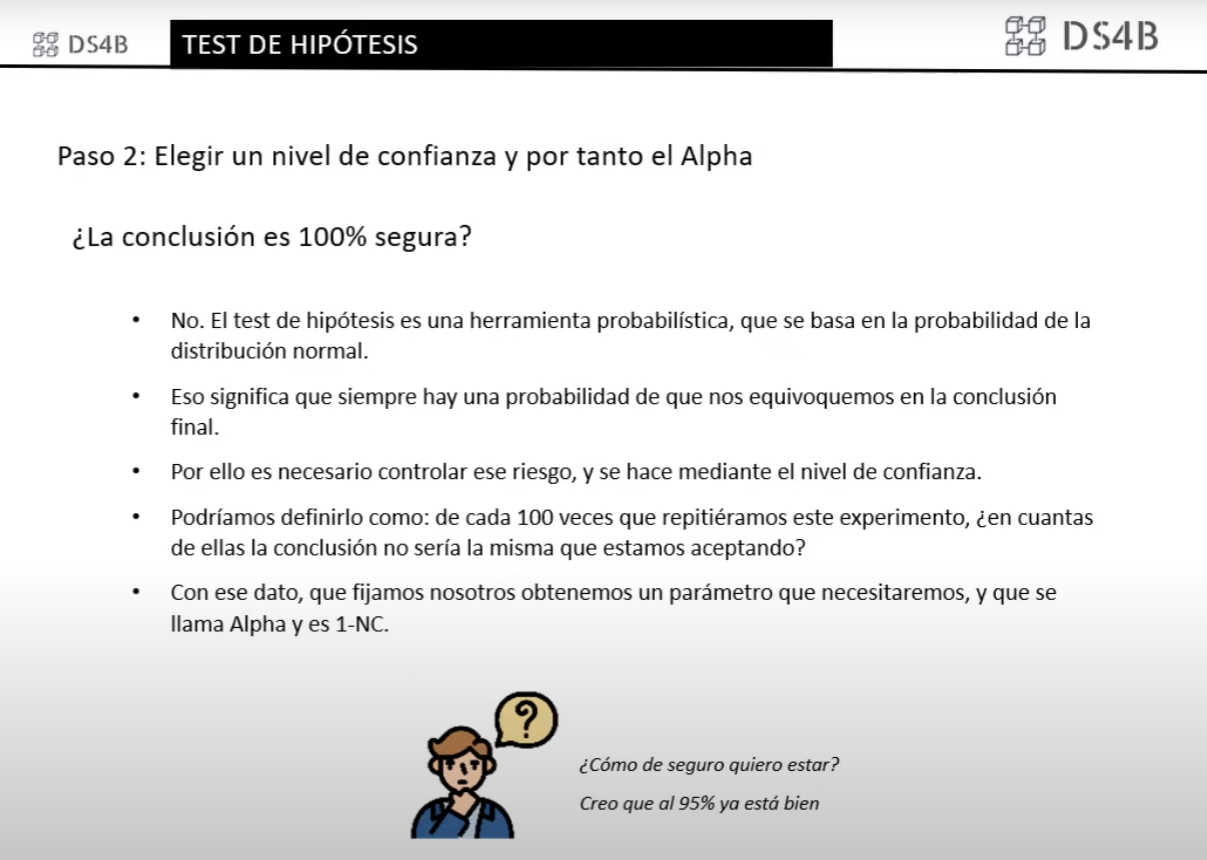 DS4B
TEST DE HIPÓTESIS
DS4B
Paso 2: Elegir un nivel de confianza y por tanto el Alpha
¿La conclusión es 100% segura?
• No. El test de hipótesis es una herramienta probabilística, que se basa en la probabilidad de la
distribución normal.
• Eso significa que siempre hay una probabilidad de que nos equivoquemos en la conclusión
final.
• Por ello es necesario controlar ese riesgo, y se hace mediante el nivel de confianza.
• Podríamos definirlo como: de cada 100 veces que repitiéramos este experimento, ¿en cuantas
de ellas la conclusión no sería la misma que estamos aceptando?
• Con ese dato, que fijamos nosotros obtenemos un parámetro que necesitaremos, y que se
llama Alpha y es 1-NC.
?
¿Cómo de seguro quiero estar?
Creo que al 95% ya está bien